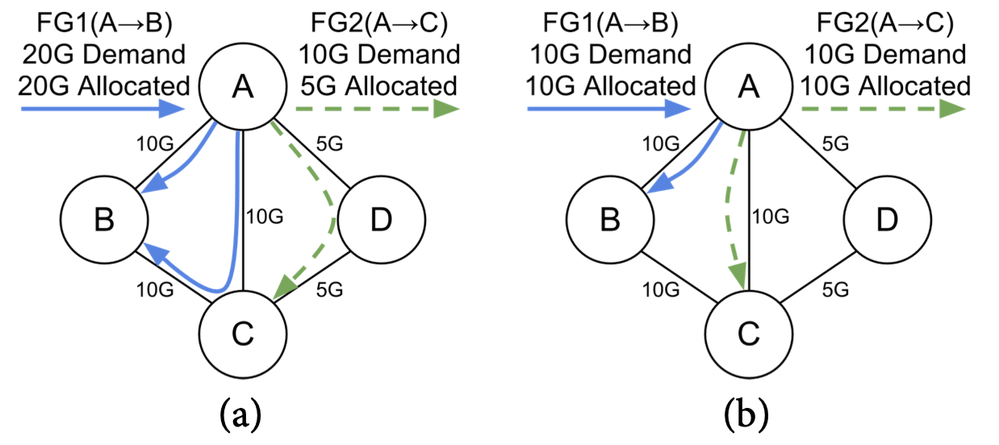 FG1(A→B)
20G Demand
20G Allocated
FG2(A→C)
10G Demand
5G Allocated
A
10G
5G
B
10G
D
10G
5G
C
(a)
FG1(A→B)
10G Demand
10G Allocated
FG2(A→C)
10G Demand
10G Allocated
A
10G
5G
B
10G
D
10G
5G
C
(b)